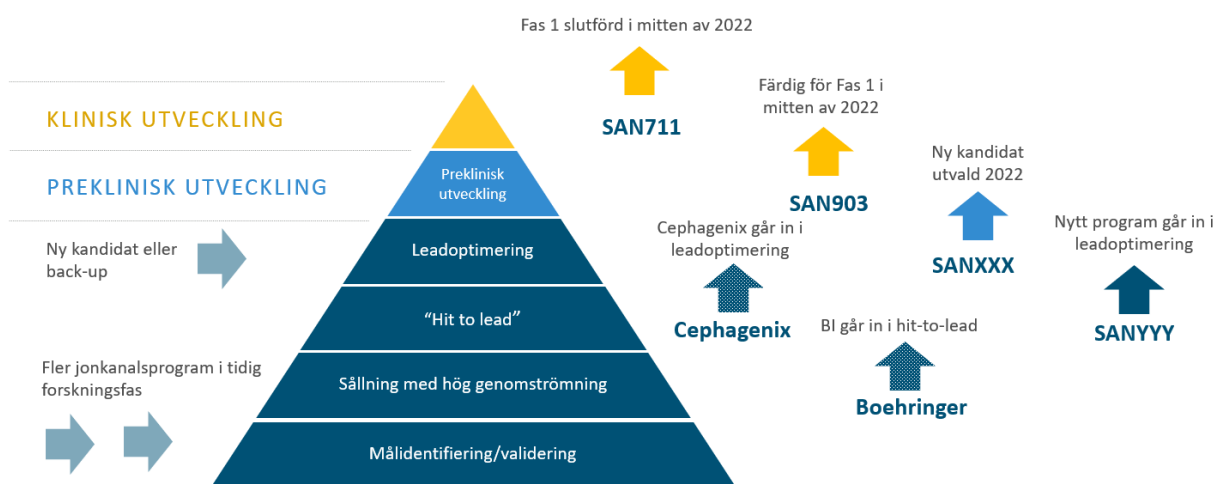 Fas 1 slutförd i mitten av 2022
SAN711
Färdig för Fas 1 i
mitten av 2022
SAN903
Ny kandidat
utvald 2022
SANXXX
Nytt program går in i
leadoptimering
SANYYY
Cephagenix går in i
leadoptimering
Cephagenix
BI går in i hit-to-lead
Boehringer
KLINISK UTVECKLING
PREKLINISK UTVECKLING
Ny kandidat eller
back-up
Fler jonkanalsprogram i tidig
forskningsfas
Preklinisk
utveckling
Leadoptimering
“Hit to lead”
Sållning med hög genomströmning
Målidentifiering/validering